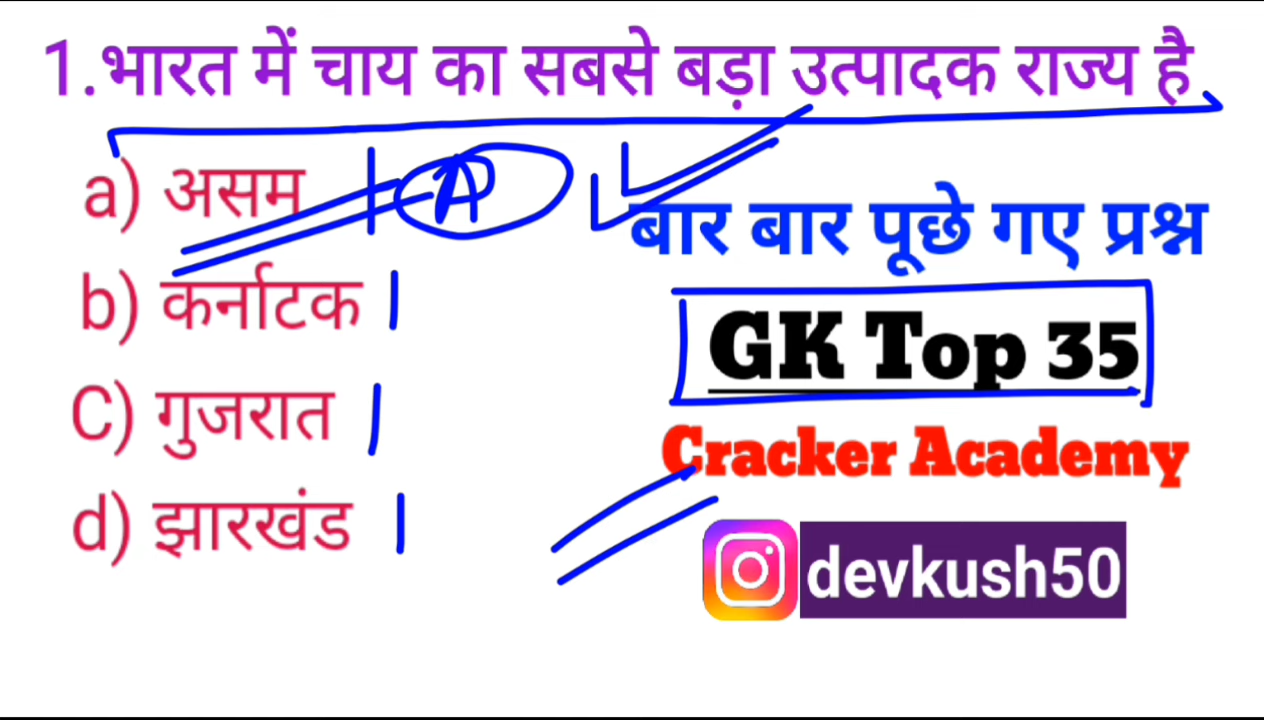 1.भारत में चाय का सबसे बड़ा उत्पादक राज्य है
a) असम
A
b) कर्नाटक
C) गुजरात
d) झारखंड
बार बार पूछे गए प्रश्न
GK Top 35
Cracker Academy
devkush50